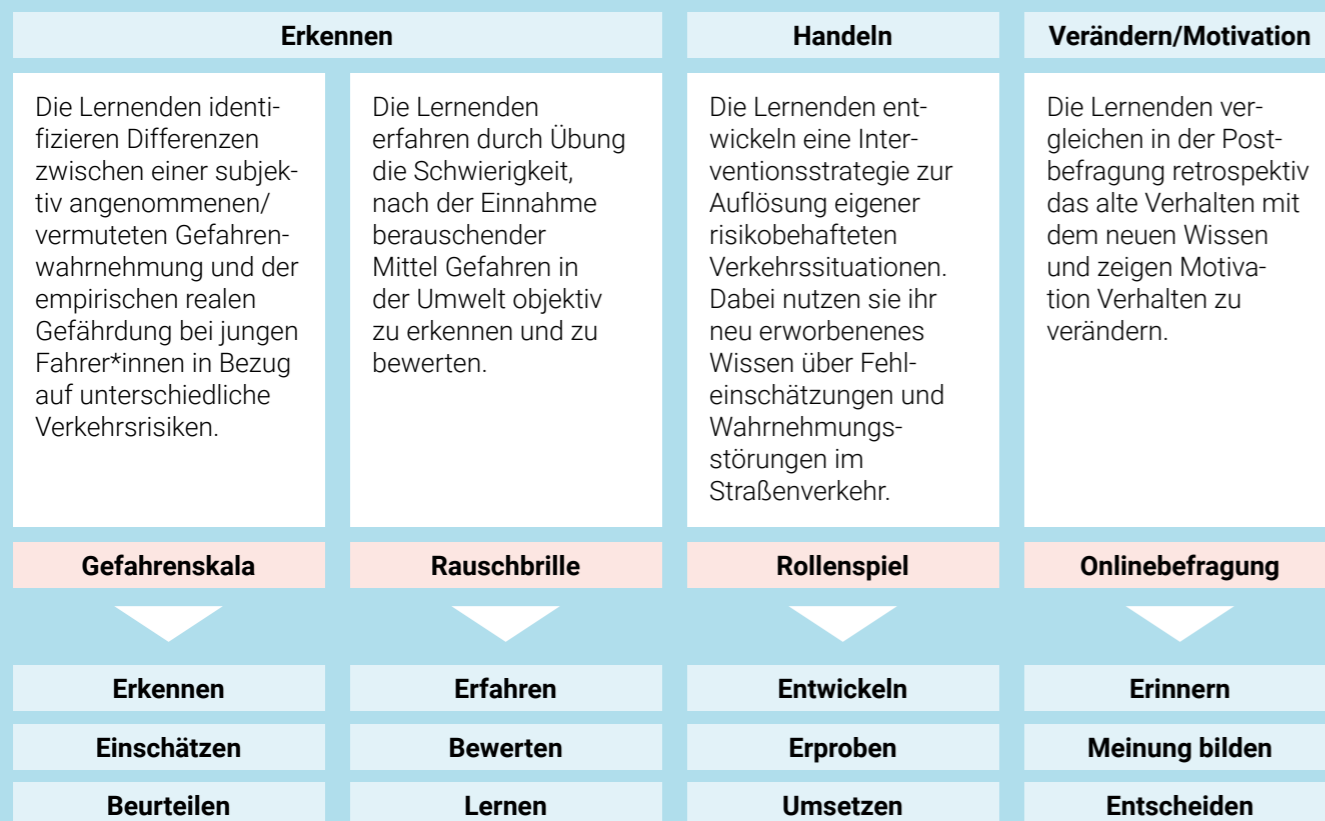 Erkennen
Handeln
Verändern/Motivation
Die Lernenden identi-
fizieren Differenzen
zwischen einer subjek-
tiv angenommenen/
vermuteten Gefahren-
wahrnehmung und der
empirischen realen
Gefährdung bei jungen
Fahrer*innen in Bezug
auf unterschiedliche
Verkehrsrisiken.
Die Lernenden
erfahren durch Übung
die Schwierigkeit,
nach der Einnahme
berauschender
Mittel Gefahren in
der Umwelt objektiv
zu erkennen und zu
bewerten.
Die Lernenden ent-
wickeln eine Inter-
ventionsstrategie zur
Auflösung eigener
risikobehafteten
Verkehrssituationen.
Dabei nutzen sie ihr
neu erworbenenes
Wissen über Fehl-
einschätzungen und
Wahrnehmungs-
störungen im
Straßenverkehr.
Die Lernenden ver-
gleichen in der Post-
befragung retrospektiv
das alte Verhalten mit
dem neuen Wissen
und zeigen Motiva-
tion Verhalten zu
verändern.
Gefahrenskala
Rauschbrille
Rollenspiel
Onlinebefragung
Erkennen
Erfahren
Entwickeln
Erinnern
Einschätzen
Bewerten
Erproben
Meinung bilden
Beurteilen
Lernen
Umsetzen
Entscheiden